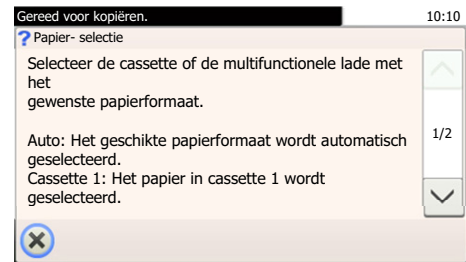 Gereed voor kopiëren.
10:10
? Papier- selectie
Selecteer de cassette of de multifunctionele lade met
het
gewenste papierformaat.
Auto: Het geschikte papierformaat wordt automatisch
geselecteerd.
Cassette 1: Het papier in cassette 1 wordt
geselecteerd.
1/2